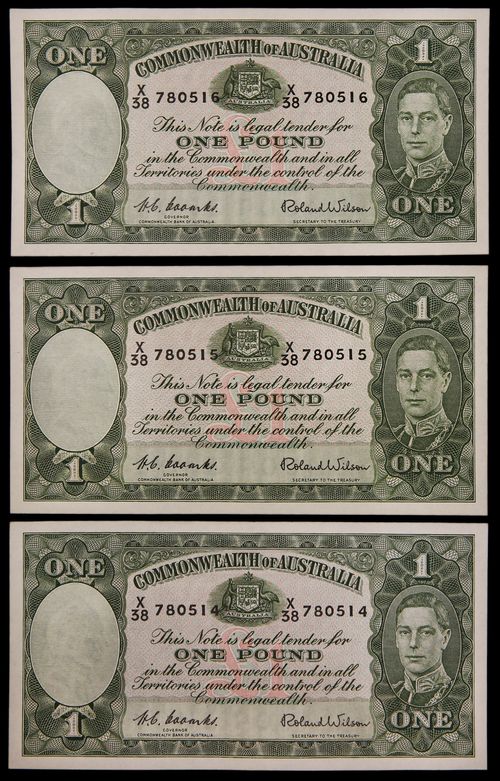 ONE 1
COMMONWEALTH OF AUSTRALIA
X/38 780516 X/38 780516
AUSTRALIA
This Note is legal tender for
ONE POUND
in the Commonwealth and in all
Territories under the control of the
Commonwealth.
H.C. Coombs. Roland Wilson
GOVERNOR SECRETARY TO THE TREASURY
COMMONWEALTH BANK OF AUSTRALIA
1 ONE
ONE 1
COMMONWEALTH OF AUSTRALIA
X/38 780515 X/38 780515
AUSTRALIA
This Note is legal tender for
ONE POUND
in the Commonwealth and in all
Territories under the control of the
Commonwealth.
H.C. Coombs. Roland Wilson
GOVERNOR SECRETARY TO THE TREASURY
COMMONWEALTH BANK OF AUSTRALIA
1 ONE
ONE 1
COMMONWEALTH OF AUSTRALIA
X/38 780514 X/38 780514
AUSTRALIA
This Note is legal tender for
ONE POUND
in the Commonwealth and in all
Territories under the control of the
Commonwealth.
H.C. Coombs. Roland Wilson
GOVERNOR SECRETARY TO THE TREASURY
COMMONWEALTH BANK OF AUSTRALIA
1 ONE